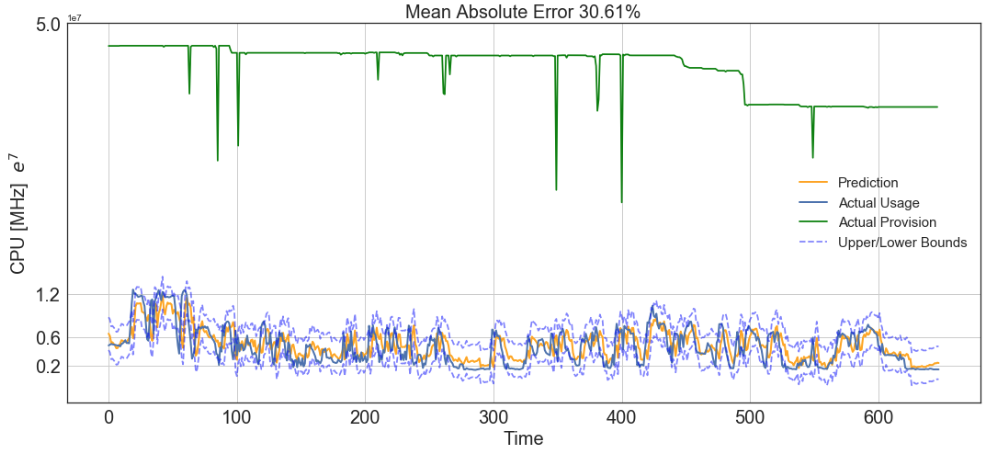 Mean Absolute Error 30.61%
1e7
5.0
1.2
0.6
0.2
CPU [MHz] e^7
Prediction
Actual Usage
Actual Provision
Upper/Lower Bounds
0 100 200 300 400 500 600
Time